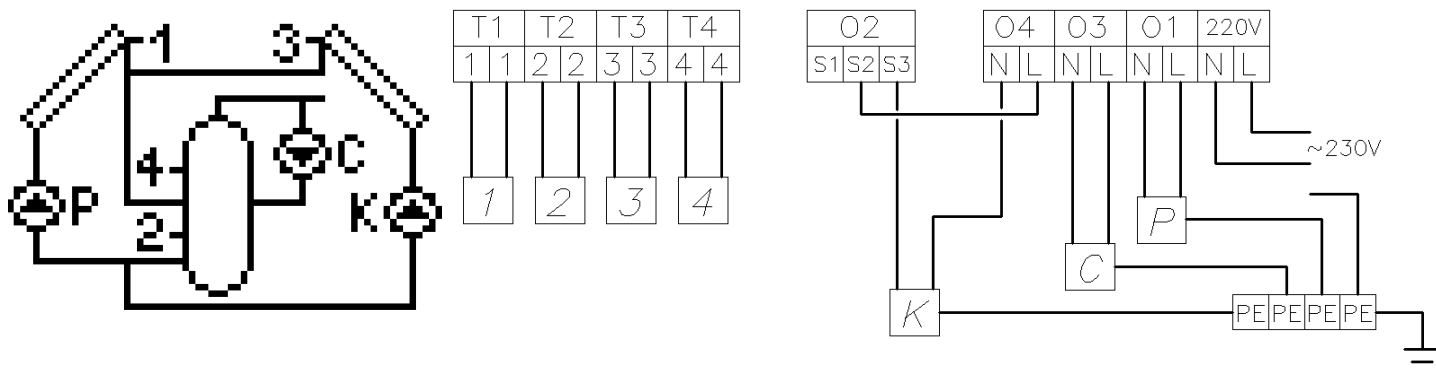 1 3
4 C
P K
2
T1 T2 T3 T4
1 1 2 2 3 3 4 4
1 2 3 4
O2 O4 O3 O1 220V
S1 S2 S3 N L N L N L N L
~230V
P
C
K
PE PE PE PE